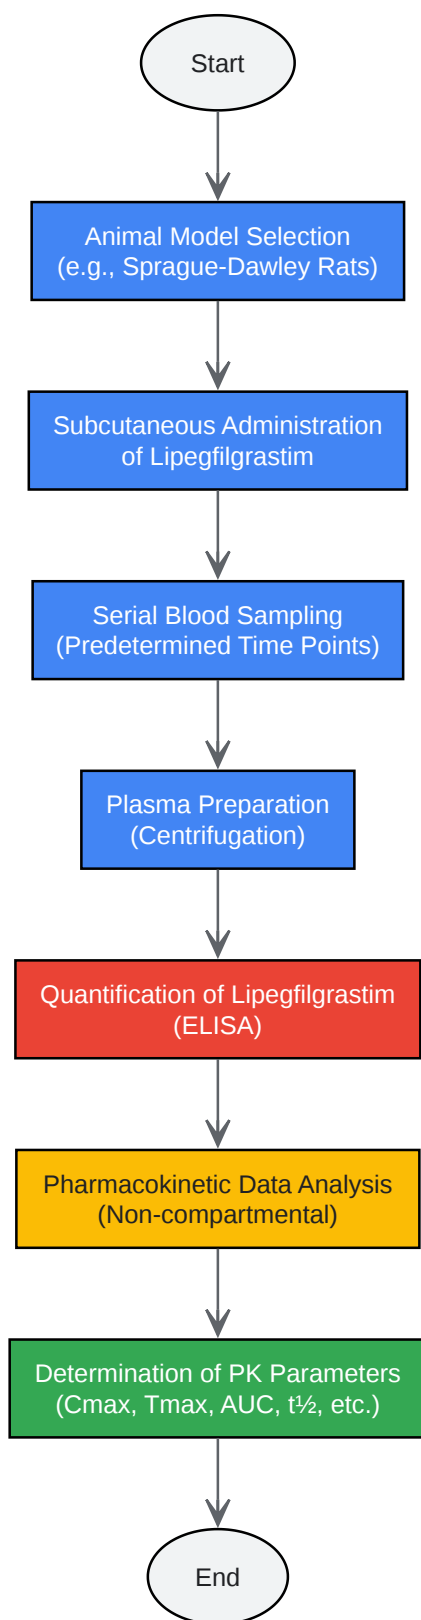 Start
Animal Model Selection
(e.g., Sprague-Dawley Rats)
Subcutaneous Administration
of Lipegfilgrastim
Serial Blood Sampling
(Predetermined Time Points)
Plasma Preparation
(Centrifugation)
Quantification of Lipegfilgrastim
(ELISA)
Pharmacokinetic Data Analysis
(Non-compartmental)
Determination of PK Parameters
(Cmax, Tmax, AUC, t½, etc.)
End